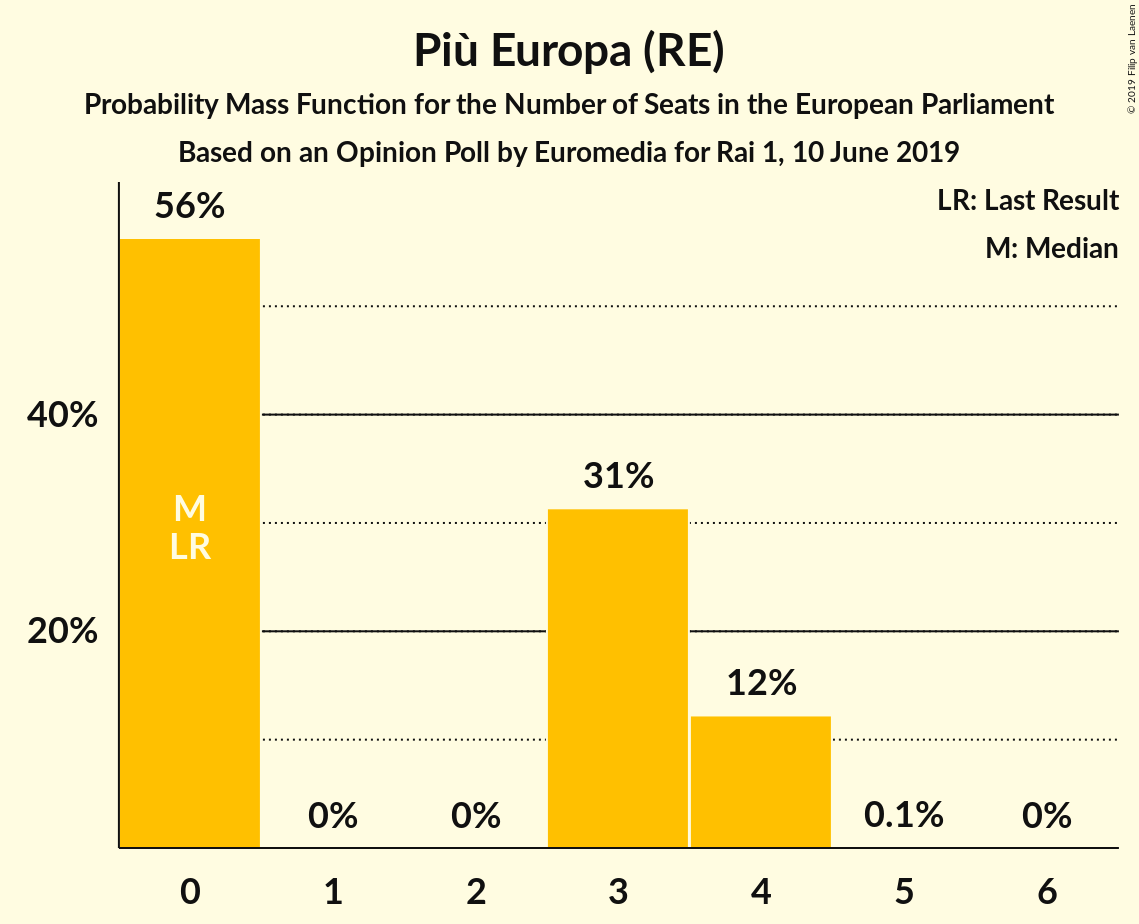 Più Europa (RE)
Probability Mass Function for the Number of Seats in the European Parliament
Based on an Opinion Poll by Euromedia for Rai 1, 10 June 2019
© 2019 Filip van Laenen
LR: Last Result
M: Median
56%
40%
31%
M
LR
20%
12%
0%
0%
0.1%
0%
0
1
2
3
4
5
6